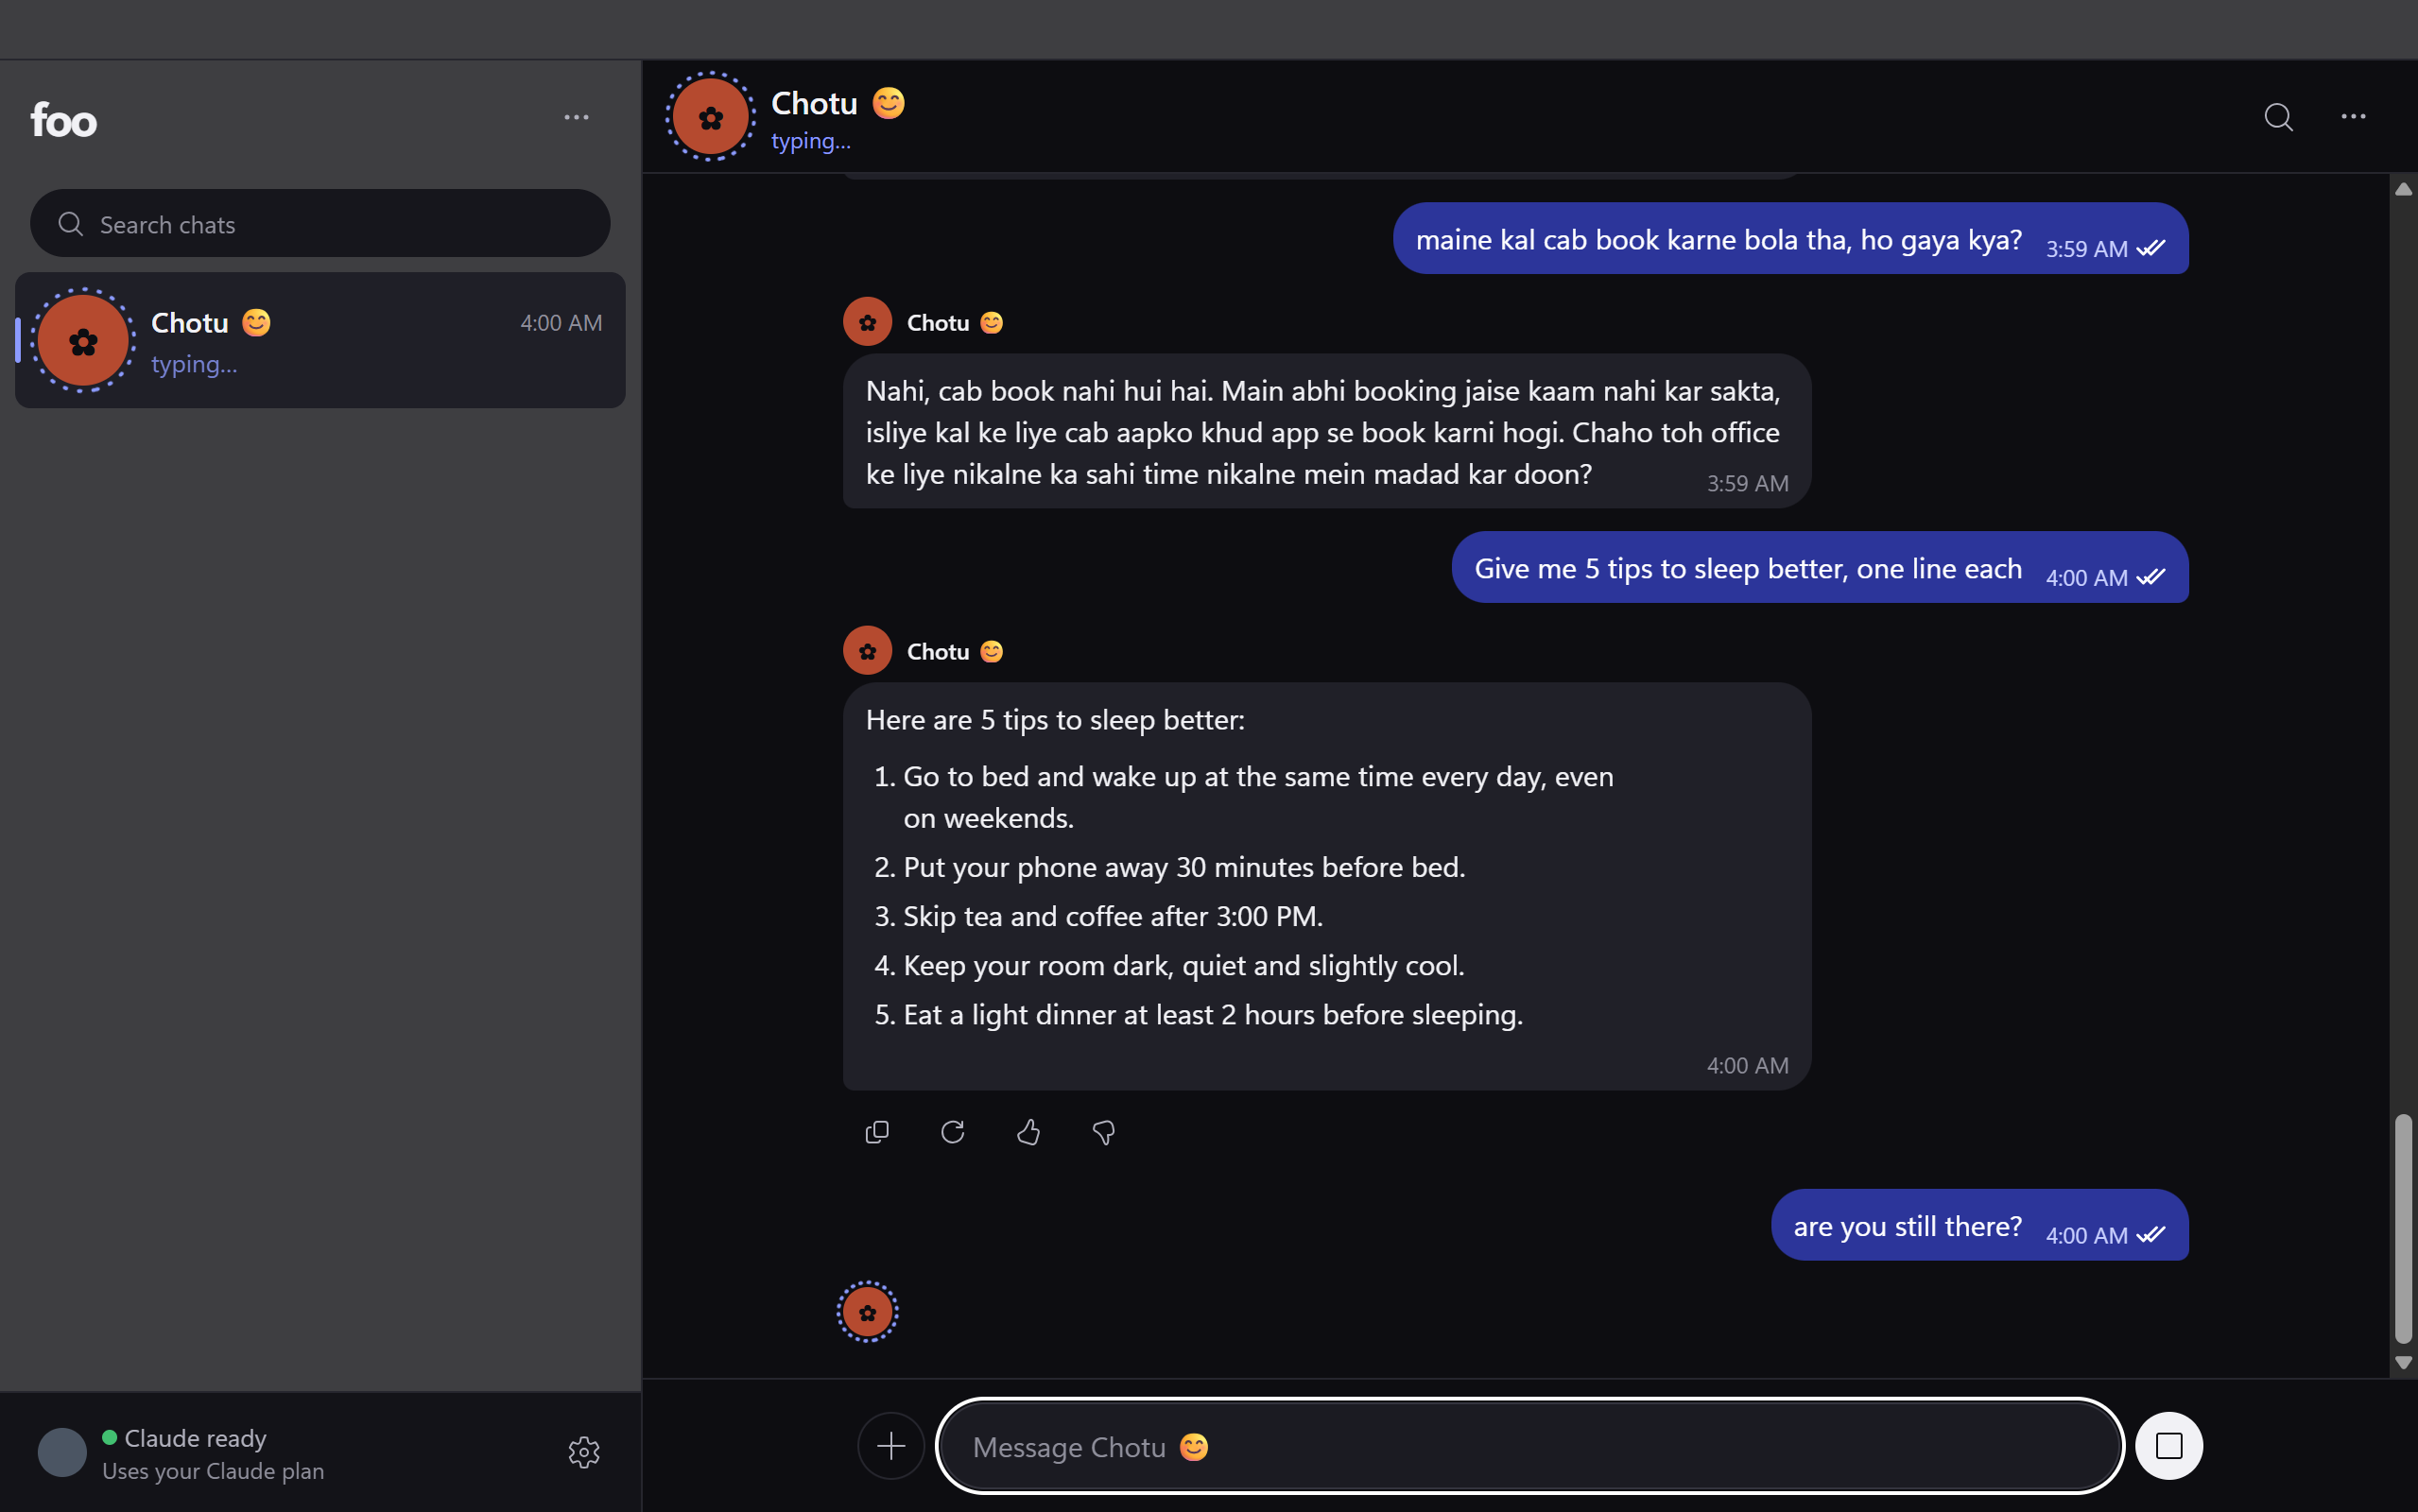 foo
Search chats
Chotu 😊
4:00 AM
typing...
Claude ready
Uses your Claude plan
Chotu 😊
typing...
maine kal cab book karne bola tha, ho gaya kya? 3:59 AM
Chotu 😊
Nahi, cab book nahi hui hai. Main abhi booking jaise kaam nahi kar sakta,
isliye kal ke liye cab aapko khud app se book karni hogi. Chaho toh office
ke liye nikalne ka sahi time nikalne mein madad kar doon? 3:59 AM
Give me 5 tips to sleep better, one line each 4:00 AM
Chotu 😊
Here are 5 tips to sleep better:
1. Go to bed and wake up at the same time every day, even
on weekends.
2. Put your phone away 30 minutes before bed.
3. Skip tea and coffee after 3:00 PM.
4. Keep your room dark, quiet and slightly cool.
5. Eat a light dinner at least 2 hours before sleeping.
4:00 AM
are you still there? 4:00 AM
Message Chotu 😊